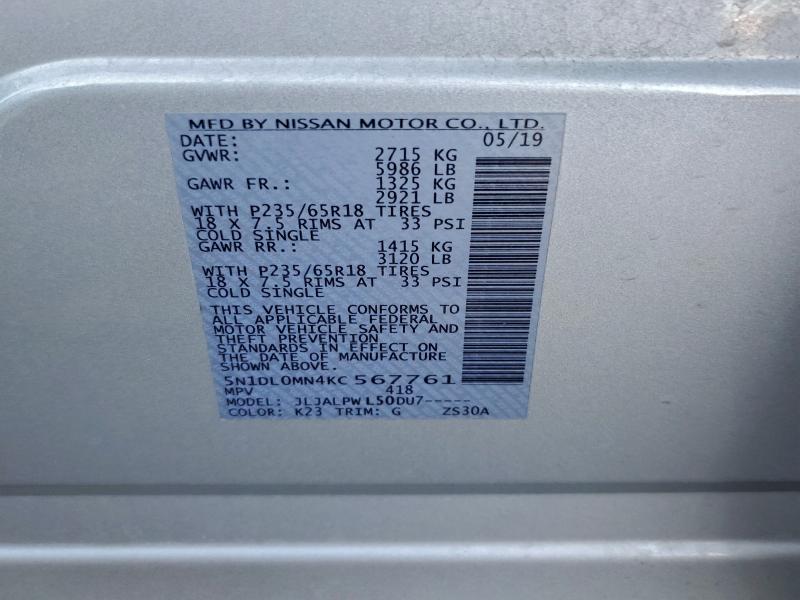 MFD BY NISSAN MOTOR CO., LTD.
DATE: 05/19
GVWR: 2715 KG
5986 LB
GAWR FR.: 1325 KG
2921 LB
WITH P235/65R18 TIRES
18 X 7.5 RIMS AT 33 PSI
COLD SINGLE
GAWR RR.: 1415 KG
3120 LB
WITH P235/65R18 TIRES
18 X 7.5 RIMS AT 33 PSI
COLD SINGLE
THIS VEHICLE CONFORMS TO
ALL APPLICABLE FEDERAL
MOTOR VEHICLE SAFETY AND
THEFT PREVENTION
STANDARDS IN EFFECT ON
THE DATE OF MANUFACTURE
SHOWN ABOVE.
5N1DL0MN4KC567761
MPV 418
MODEL: JLJALPWL50DU7-----
COLOR: K23 TRIM: G ZS30A